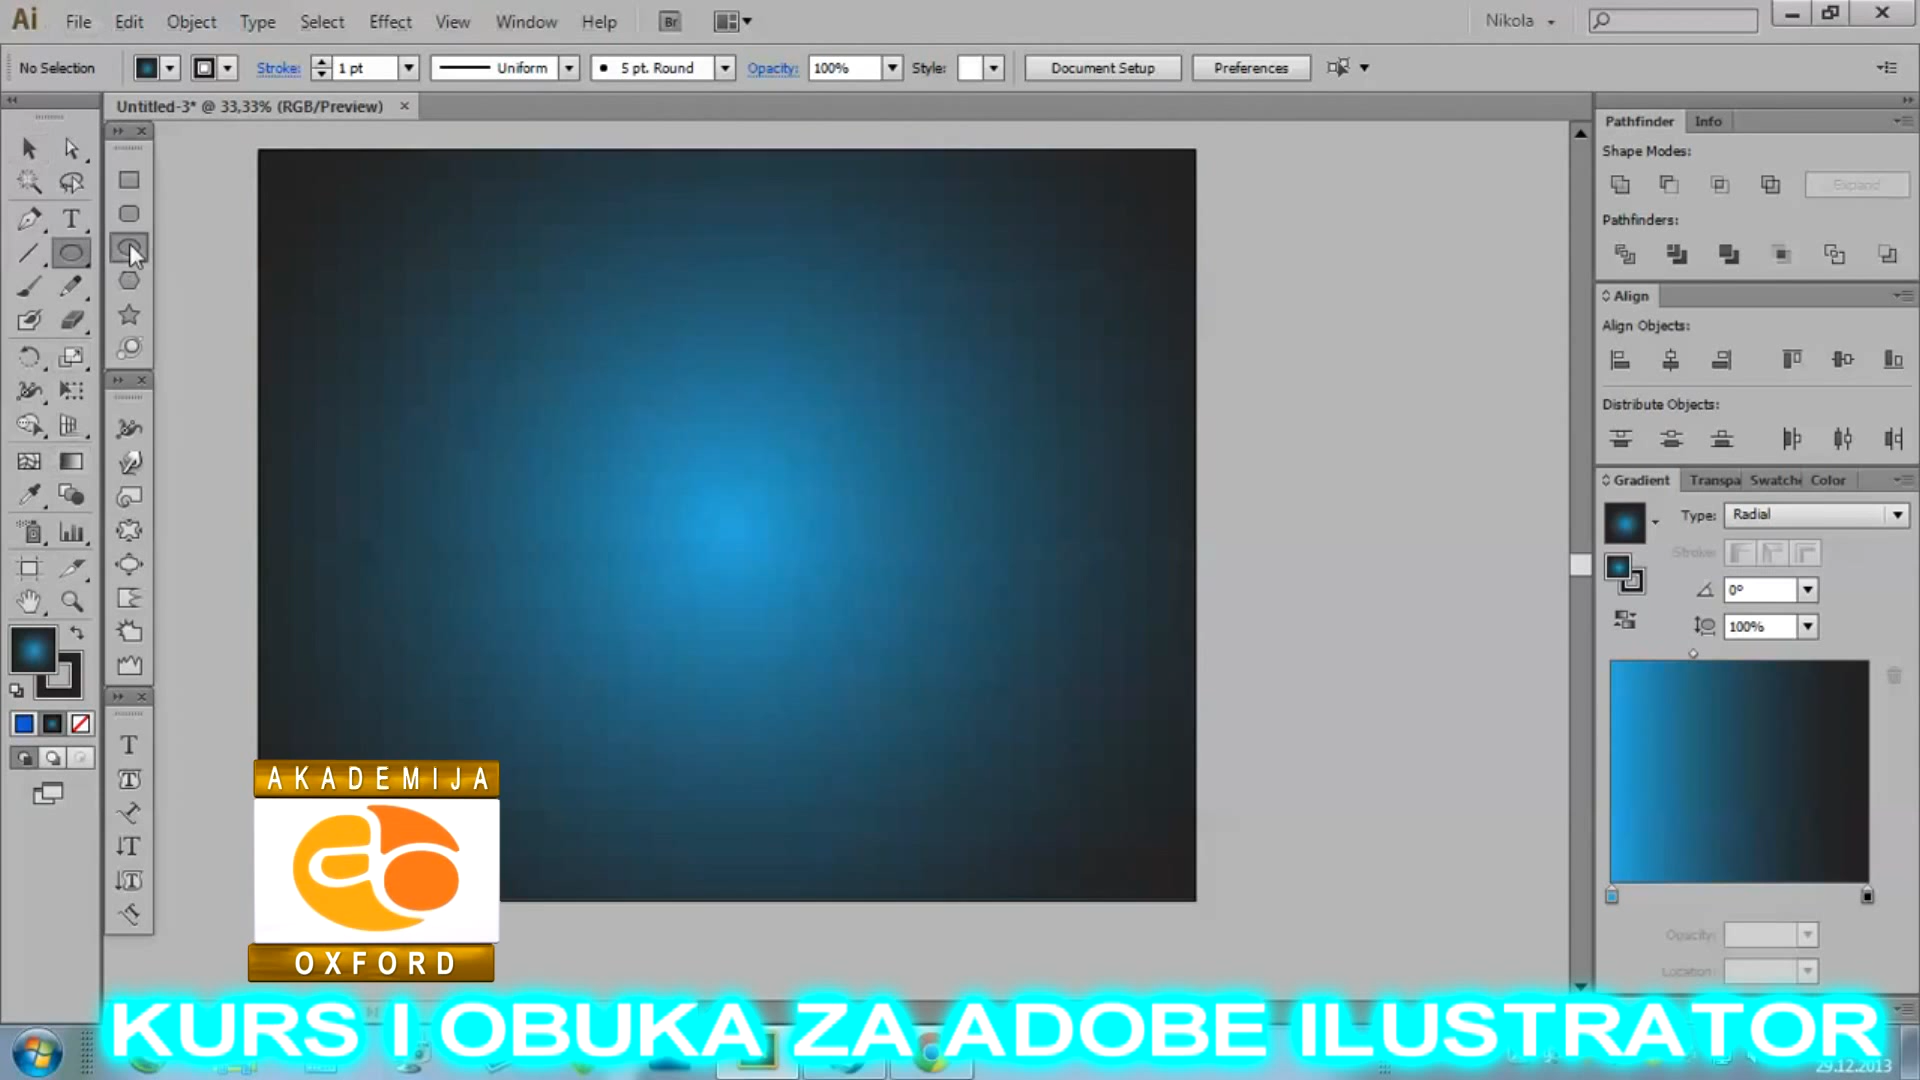 Ai File Edit Object Type Select Effect View Window Help Br Nikola
No Selection Stroke: 1 pt Uniform 5 pt. Round Opacity: 100% Style: Document Setup Preferences
Untitled-3* @ 33,33% (RGB/Preview)
Pathfinder Info
Shape Modes:
Expand
Pathfinders:
Align
Align Objects:
Distribute Objects:
Gradient Transpa Swatch Color
Type: Radial
Stroke:
0°
100%
Opacity:
Location:
AKADEMIJA
OXFORD
KURS I OBUKA ZA ADOBE ILUSTRATOR
29.12.2013